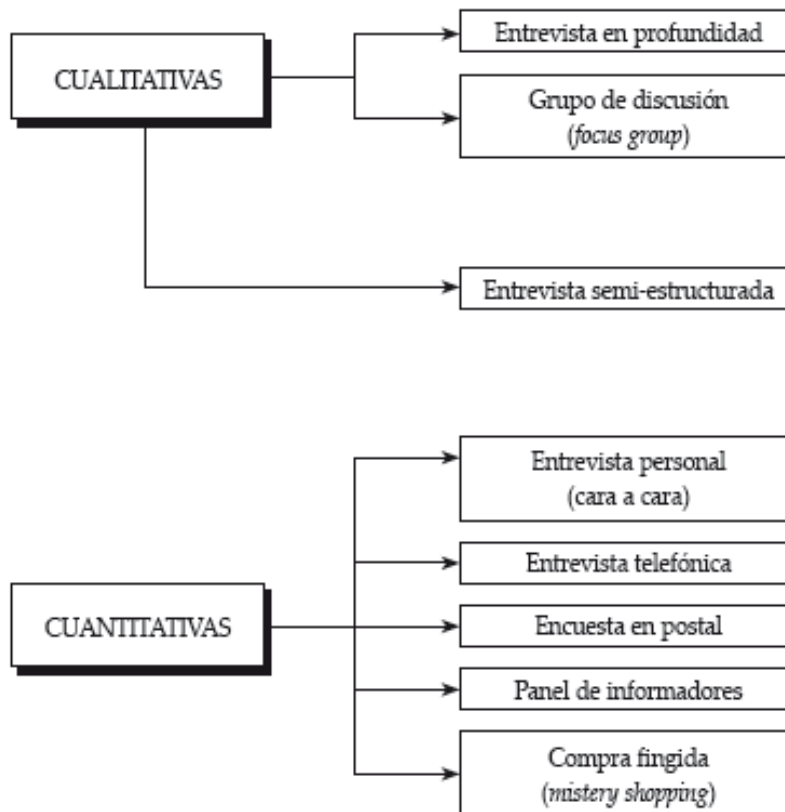 CUALITATIVAS
Entrevista en profundidad
Grupo de discusión
(focus group)
Entrevista semi-estructurada
CUANTITATIVAS
Entrevista personal
(cara a cara)
Entrevista telefónica
Encuesta en postal
Panel de informadores
Compra fingida
(mistery shopping)